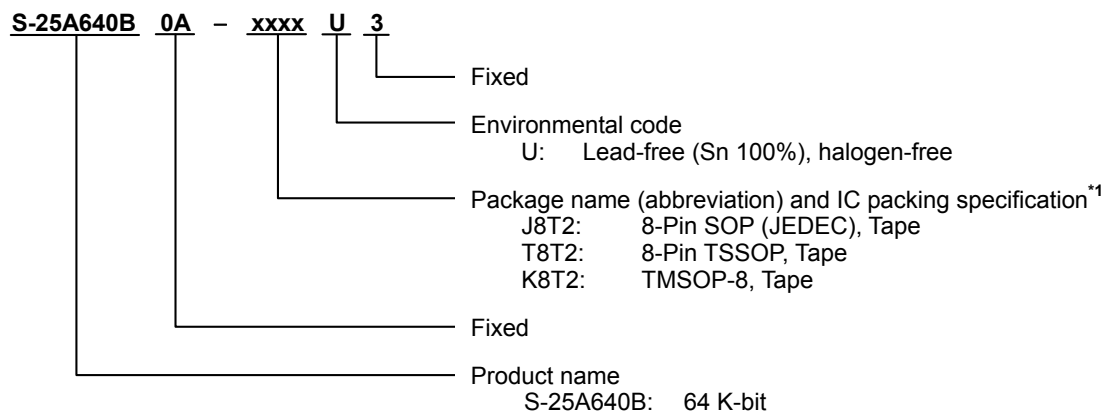 S-25A640B 0A – xxxx U 3
Fixed
Environmental code
U: Lead-free (Sn 100%), halogen-free
Package name (abbreviation) and IC packing specification*1
J8T2: 8-Pin SOP (JEDEC), Tape
T8T2: 8-Pin TSSOP, Tape
K8T2: TMSOP-8, Tape
Fixed
Product name
S-25A640B: 64 K-bit